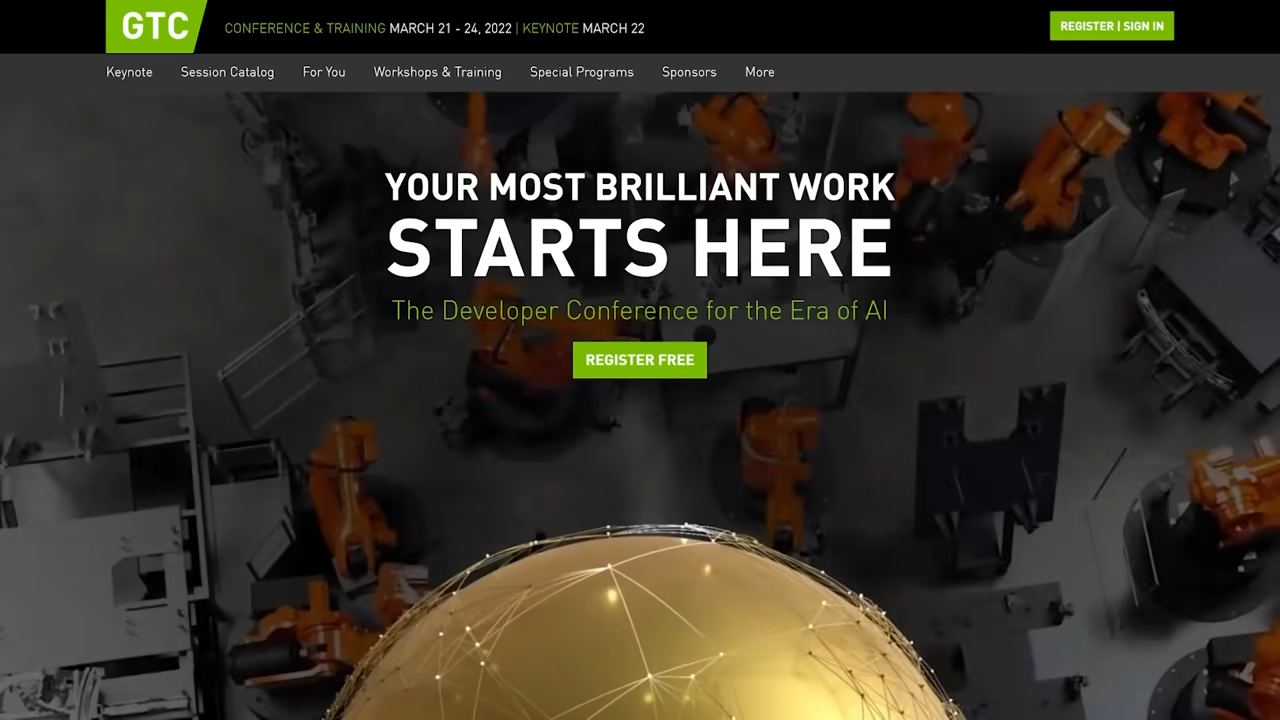 GTC
CONFERENCE & TRAINING MARCH 21 - 24, 2022 | KEYNOTE MARCH 22
REGISTER | SIGN IN
Keynote Session Catalog For You Workshops & Training Special Programs Sponsors More
YOUR MOST BRILLIANT WORK
STARTS HERE
The Developer Conference for the Era of AI
REGISTER FREE